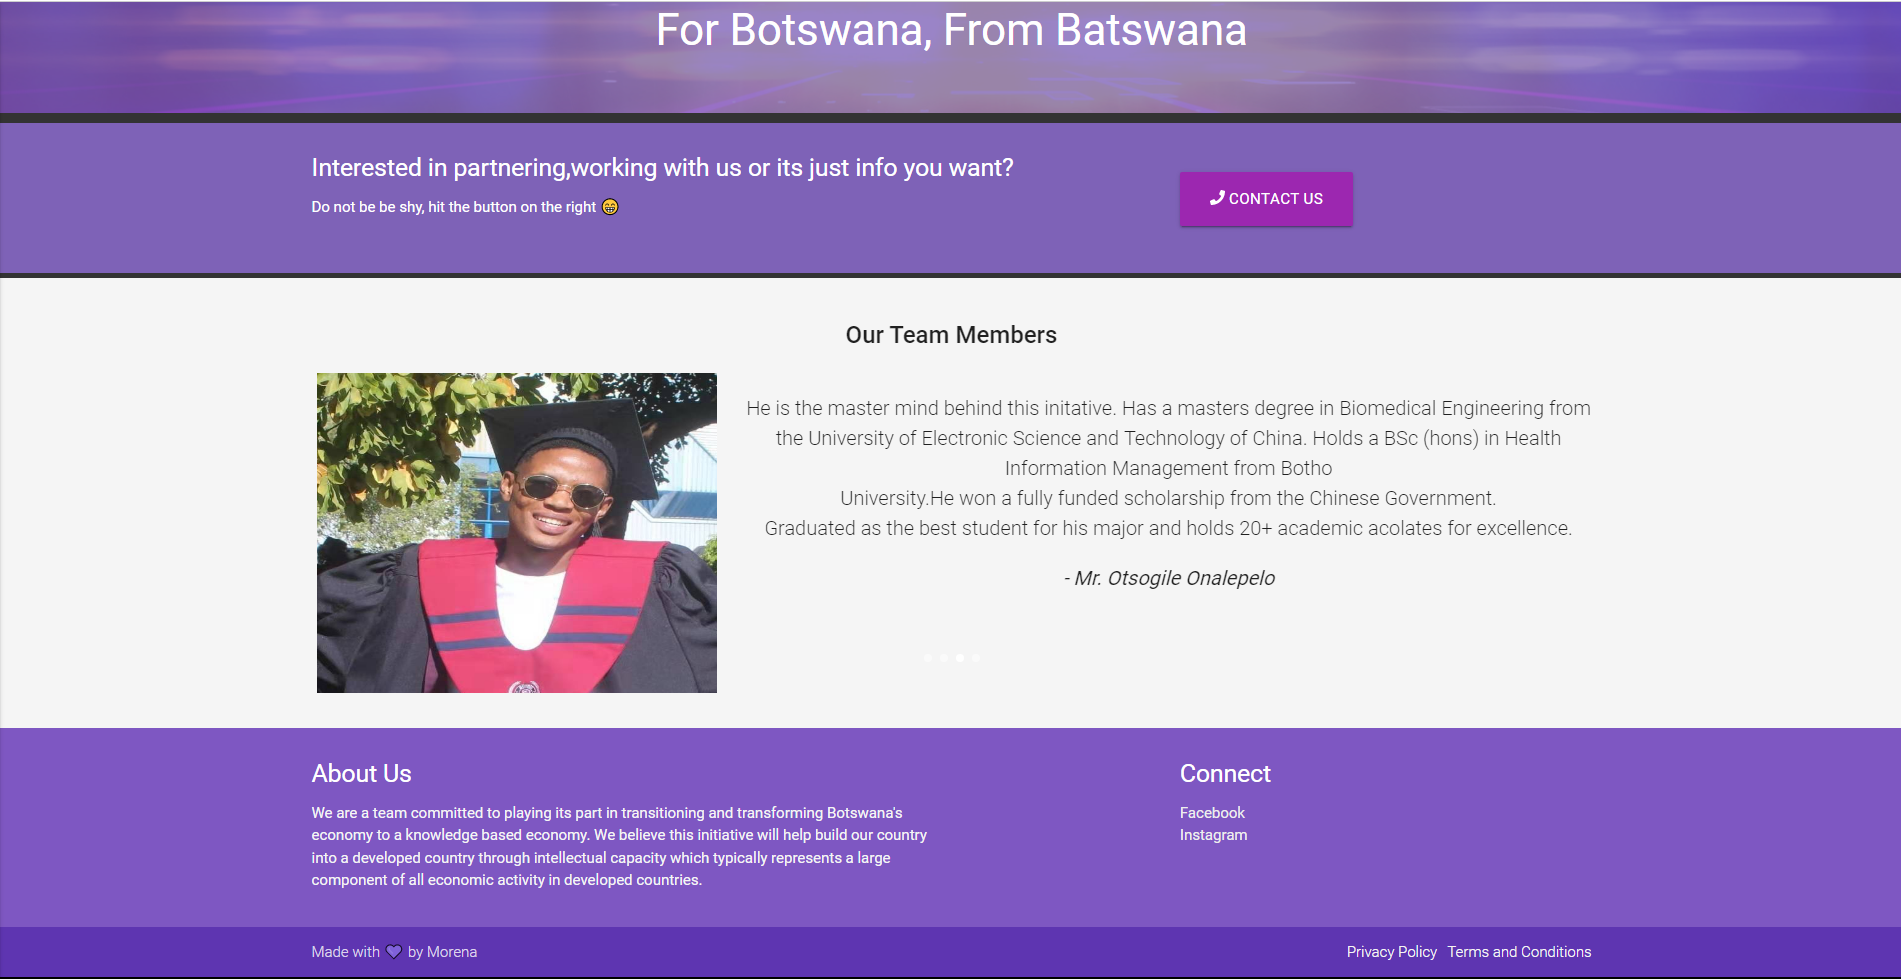 For Botswana, From Batswana
Interested in partnering,working with us or its just info you want?
Do not be be shy, hit the button on the right 😁
CONTACT US
Our Team Members
He is the master mind behind this initative. Has a masters degree in Biomedical Engineering from
the University of Electronic Science and Technology of China. Holds a BSc (hons) in Health
Information Management from Botho
University.He won a fully funded scholarship from the Chinese Government.
Graduated as the best student for his major and holds 20+ academic acolates for excellence.
- Mr. Otsogile Onalepelo
About Us
We are a team committed to playing its part in transitioning and transforming Botswana's
economy to a knowledge based economy. We believe this initiative will help build our country
into a developed country through intellectual capacity which typically represents a large
component of all economic activity in developed countries.
Connect
Facebook
Instagram
Made with 💜 by Morena
Privacy Policy Terms and Conditions